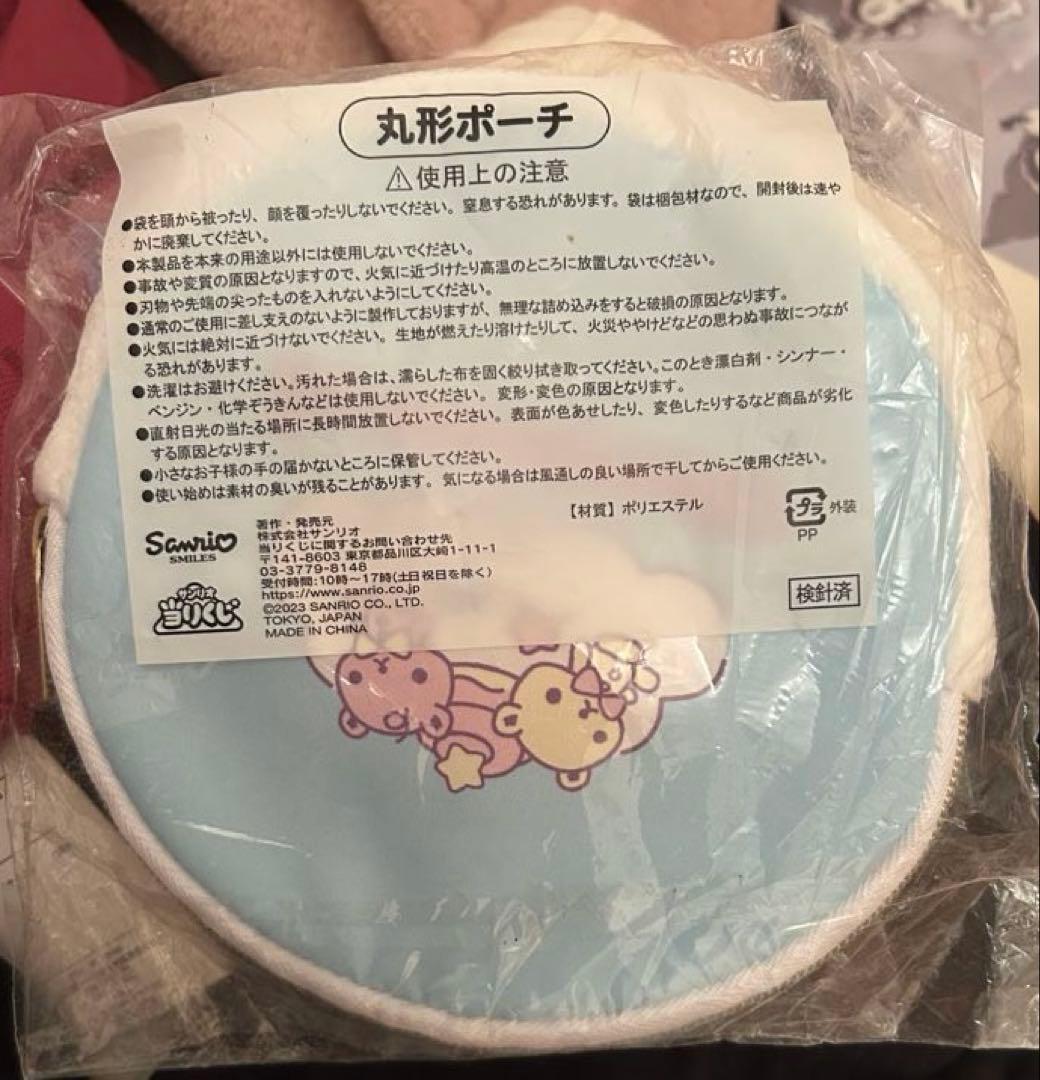 丸形ポーチ
⚠使用上の注意
●袋を頭から被ったり、顔を覆ったりしないでください。窒息する恐れがあります。袋は梱包材なので、開封後は速や
かに廃棄してください。
●本製品を本来の用途以外には使用しないでください。
●事故や変質の原因となりますので、火気に近づけたり高温のところに放置しないでください。
●刃物や先端の尖ったものを入れないようにしてください。
●通常のご使用に差し支えのないように製作しておりますが、無理な詰め込みをすると破損の原因となります。
●火気には絶対に近づけないでください。生地が燃えたり溶けたりして、火災ややけどなどの思わぬ事故につなが
る恐れがあります。
●洗濯はお避けください。汚れた場合は、濡らした布を固く絞り拭き取ってください。このとき漂白剤・シンナー・
ベンジン・化学ぞうきんなどは使用しないでください。変形・変色の原因となります。
●直射日光の当たる場所に長時間放置しないでください。表面が色あせしたり、変色したりするなど商品が劣化
する原因となります。
●小さなお子様の手の届かないところに保管してください。
●使い始めは素材の臭いが残ることがあります。気になる場合は風通しの良い場所で干してからご使用ください。
【材質】ポリエステル
プラ 外装
PP
検針済
Sanrio
SMILES
サンリオ
当りくじ
著作・発売元
株式会社サンリオ
当りくじに関するお問い合わせ先
〒141-8603 東京都品川区大崎1-11-1
03-3779-8148
受付時間:10時〜17時(土日祝日を除く)
https://www.sanrio.co.jp
©2023 SANRIO CO., LTD.
TOKYO, JAPAN
MADE IN CHINA